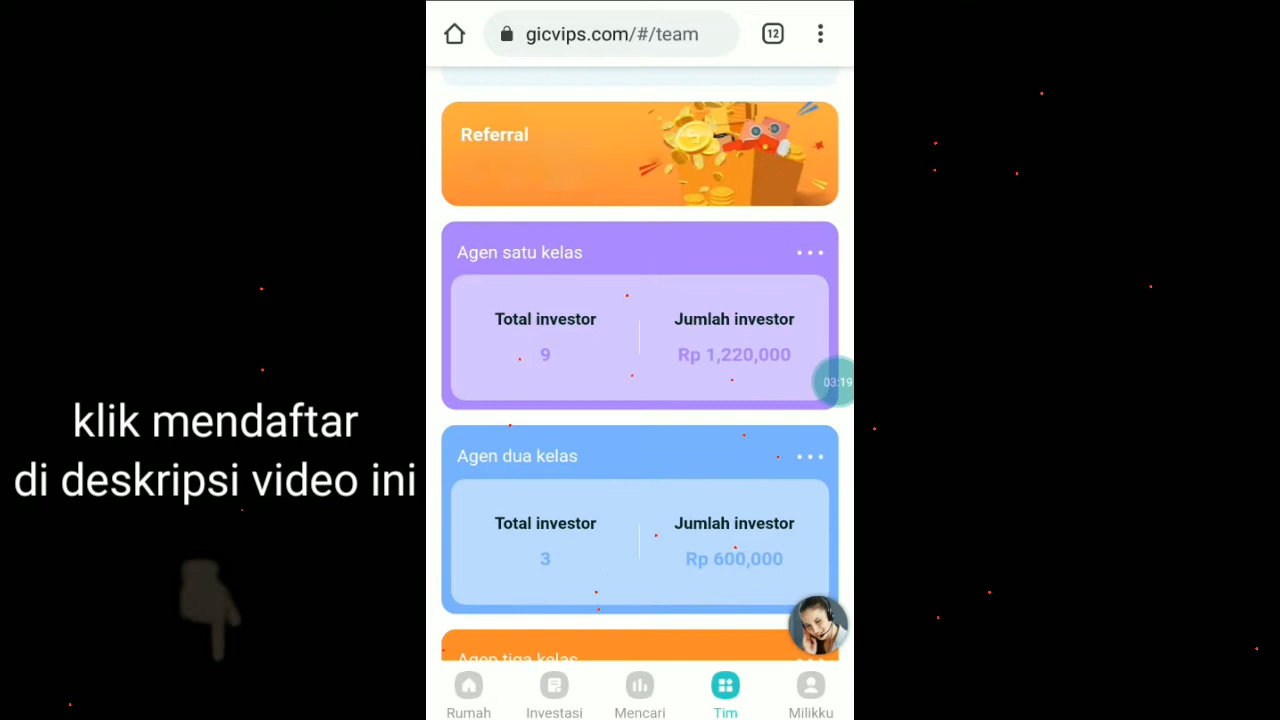 gicvips.com/#/team
12
Referral
Agen satu kelas
Total investor
Jumlah investor
9
Rp 1,220,000
03:19
klik mendaftar
di deskripsi video ini
Agen dua kelas
Total investor
Jumlah investor
3
Rp 600,000
Agen tiga kelas
Rumah
Investasi
Mencari
Tim
Milikku